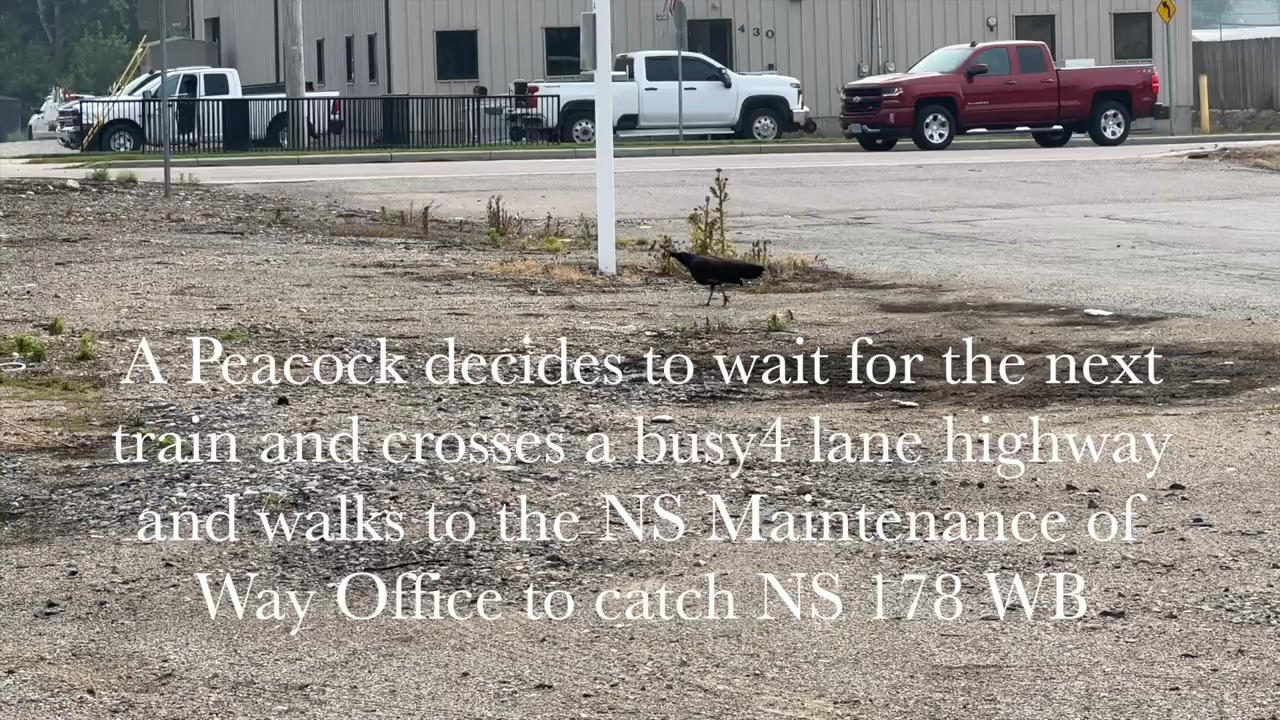 430
A Peacock decides to wait for the next
train and crosses a busy4 lane highway
and walks to the NS Maintenance of
Way Office to catch NS 178 WB